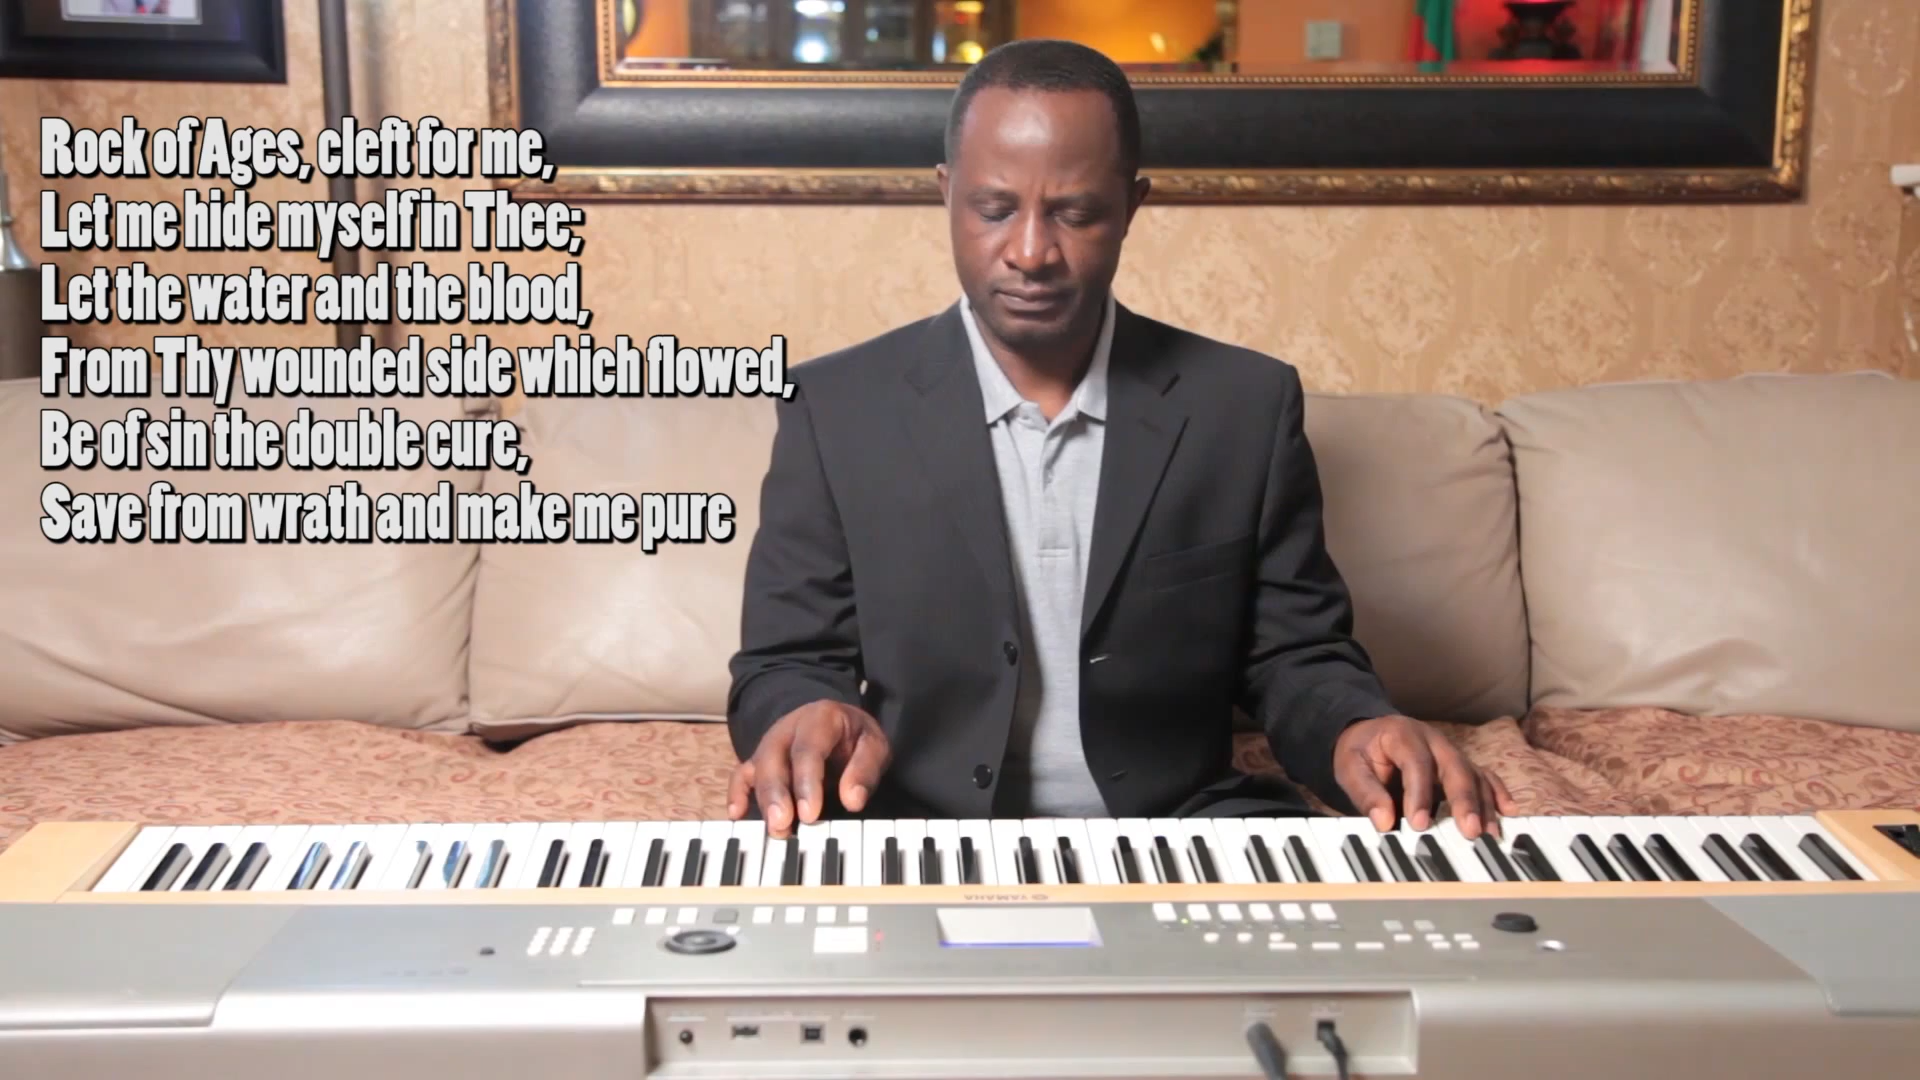 Rock of Ages, cleft for me,
Let me hide myself in Thee;
Let the water and the blood,
From Thy wounded side which flowed,
Be of sin the double cure,
Save from wrath and make me pure
YAMAHA